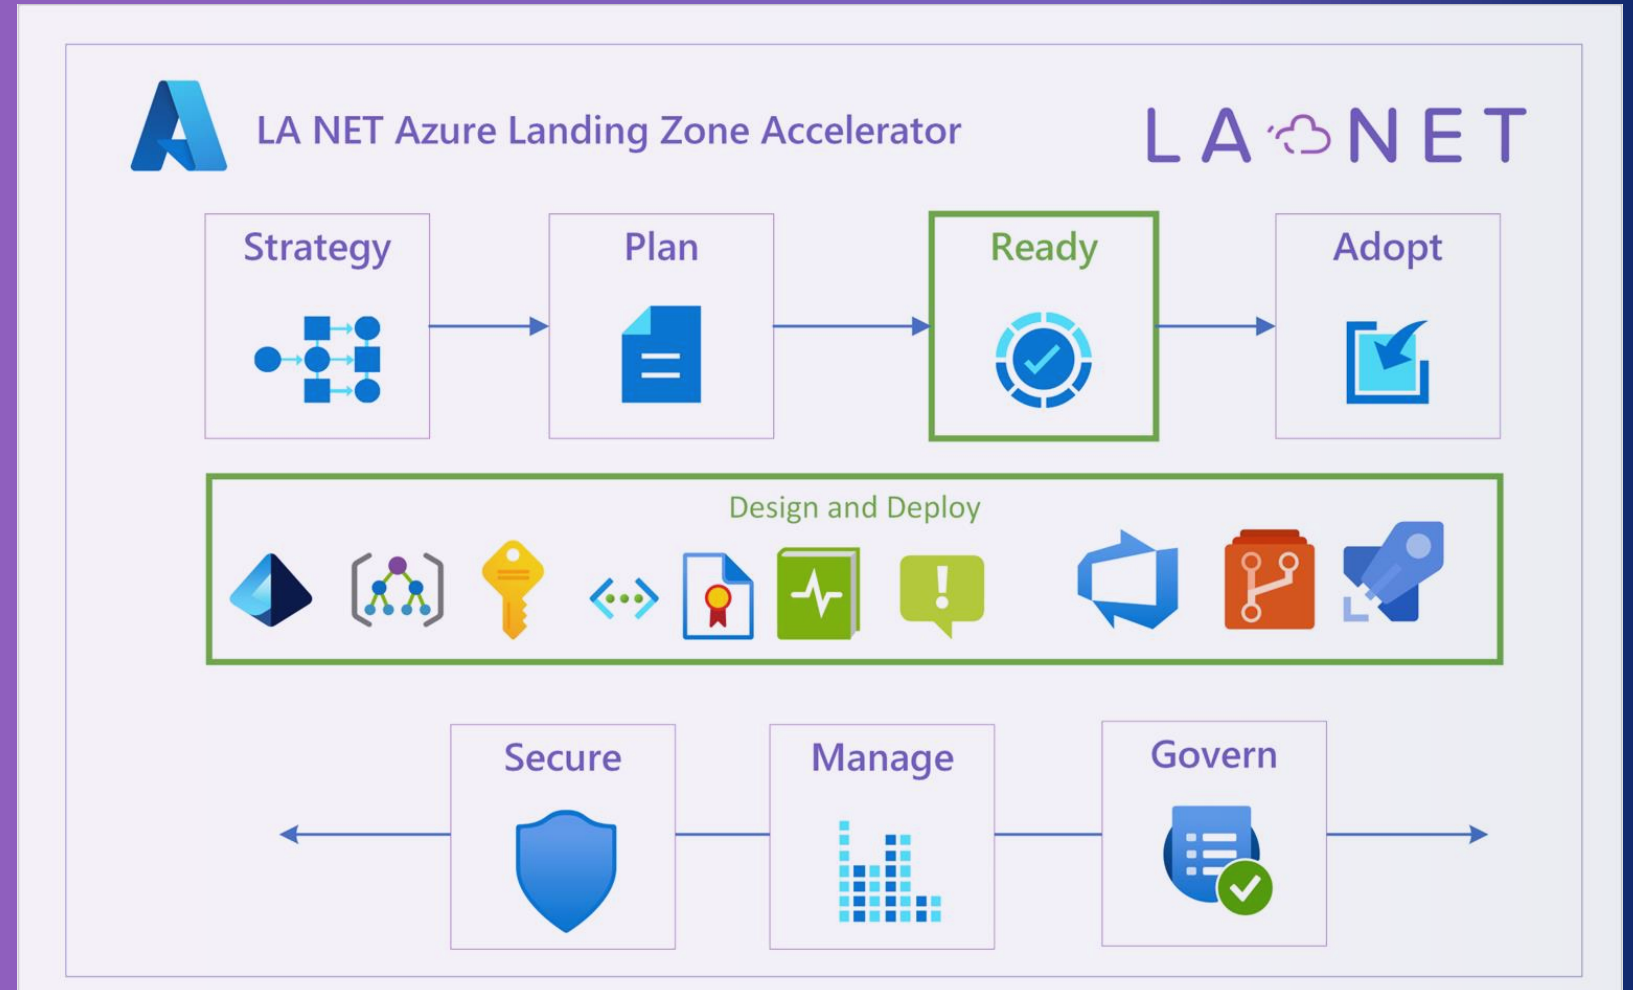 LA NET Azure Landing Zone Accelerator
LA NET
Strategy
Plan
Ready
Adopt
Design and Deploy
Secure
Manage
Govern